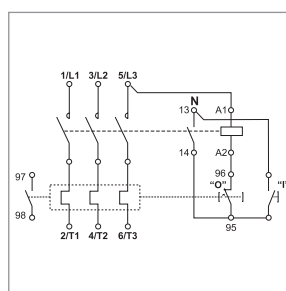 1/L1 3/L2 5/L3
N
13 A1
14 A2
97
96
"O" "I"
98
95
2/T1 4/T2 6/T3